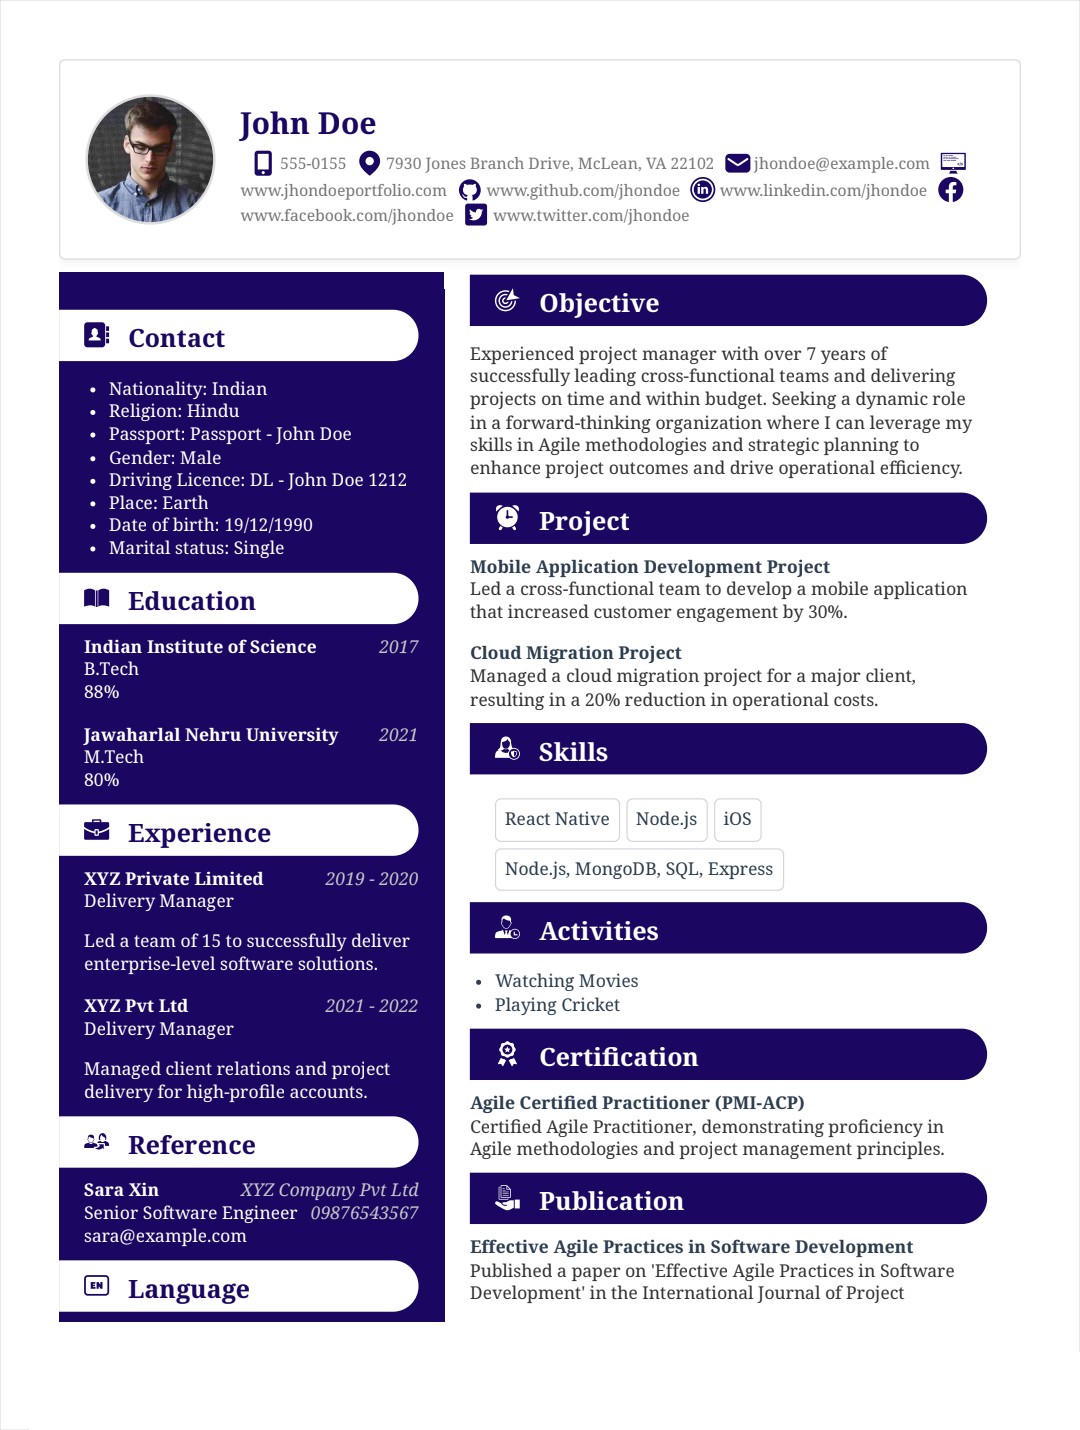 John Doe
555-0155 7930 Jones Branch Drive, McLean, VA 22102 jhondoe@example.com
www.jhondoeportfolio.com www.github.com/jhondoe www.linkedin.com/jhondoe
www.facebook.com/jhondoe www.twitter.com/jhondoe
Contact
Nationality: Indian
Religion: Hindu
Passport: Passport - John Doe
Gender: Male
Driving Licence: DL - John Doe 1212
Place: Earth
Date of birth: 19/12/1990
Marital status: Single
Education
Indian Institute of Science 2017
B.Tech
88%
Jawaharlal Nehru University 2021
M.Tech
80%
Experience
XYZ Private Limited 2019 - 2020
Delivery Manager
Led a team of 15 to successfully deliver
enterprise-level software solutions.
XYZ Pvt Ltd 2021 - 2022
Delivery Manager
Managed client relations and project
delivery for high-profile accounts.
Reference
Sara Xin XYZ Company Pvt Ltd
Senior Software Engineer 09876543567
sara@example.com
EN Language
Objective
Experienced project manager with over 7 years of
successfully leading cross-functional teams and delivering
projects on time and within budget. Seeking a dynamic role
in a forward-thinking organization where I can leverage my
skills in Agile methodologies and strategic planning to
enhance project outcomes and drive operational efficiency.
Project
Mobile Application Development Project
Led a cross-functional team to develop a mobile application
that increased customer engagement by 30%.
Cloud Migration Project
Managed a cloud migration project for a major client,
resulting in a 20% reduction in operational costs.
Skills
React Native Node.js iOS
Node.js, MongoDB, SQL, Express
Activities
Watching Movies
Playing Cricket
Certification
Agile Certified Practitioner (PMI-ACP)
Certified Agile Practitioner, demonstrating proficiency in
Agile methodologies and project management principles.
Publication
Effective Agile Practices in Software Development
Published a paper on 'Effective Agile Practices in Software
Development' in the International Journal of Project